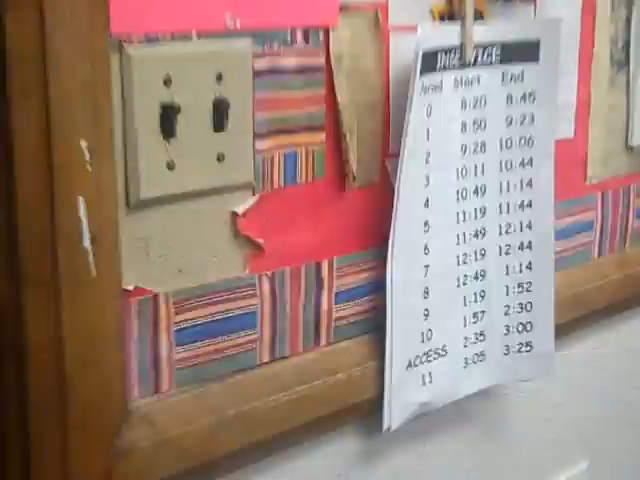 Start End
0 8:20 8:45
1 8:50 9:23
2 9:28 10:06
3 10:11 10:44
4 10:49 11:14
5 11:19 11:44
6 11:49 12:14
7 12:19 12:44
8 12:49 1:14
9 1:19 1:52
10 1:57 2:30
ACCESS 2:35 3:00
11 3:05 3:25